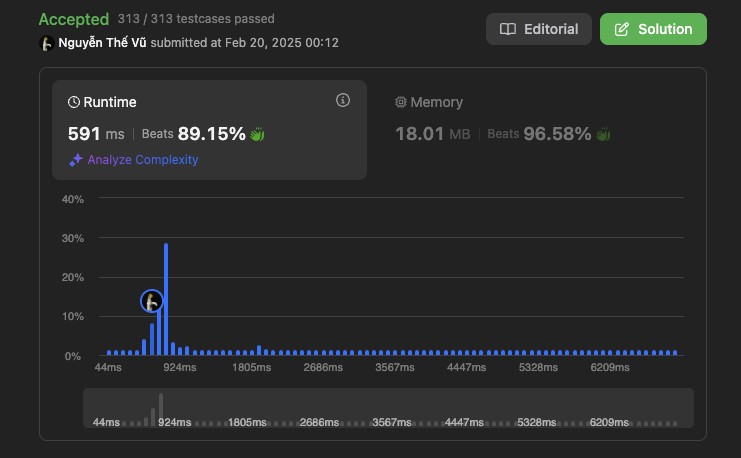 Accepted 313 / 313 testcases passed
Nguyễn Thế Vũ submitted at Feb 20, 2025 00:12
Editorial
Solution
Runtime
591 ms | Beats 89.15%
Analyze Complexity
Memory
18.01 MB | Beats 96.58%
40%
30%
20%
10%
0%
44ms 924ms 1805ms 2686ms 3567ms 4447ms 5328ms 6209ms
44ms 924ms 1805ms 2686ms 3567ms 4447ms 5328ms 6209ms